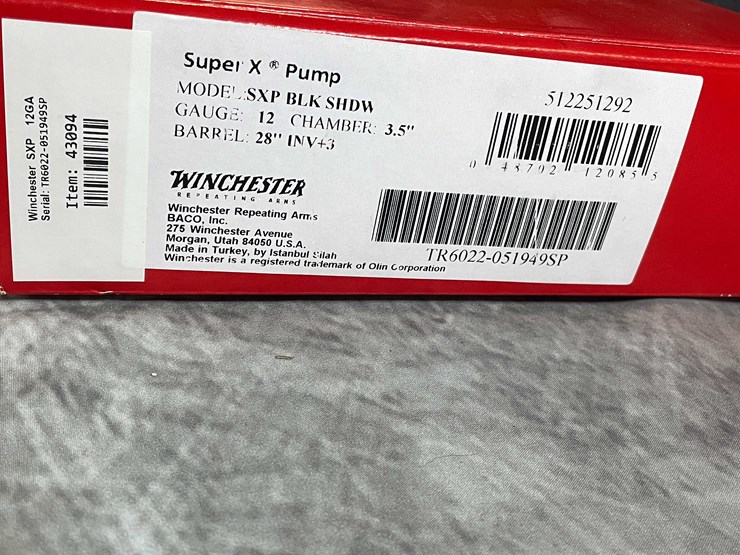 Winchester SXP 12GA
Serial: TR6022-051949SP
Item: 43094
Super X ® Pump
MODEL:SXP BLK SHDW
GAUGE: 12 CHAMBER: 3.5"
BARREL: 28" INV+3
WINCHESTER
REPEATING ARMS
Winchester Repeating Arms
BACO, Inc.
275 Winchester Avenue
Morgan, Utah 84050 U.S.A.
Made in Turkey, by Istanbul Silah
Winchester is a registered trademark of Olin Corporation
512251292
0 48702 12085 5
TR6022-051949SP